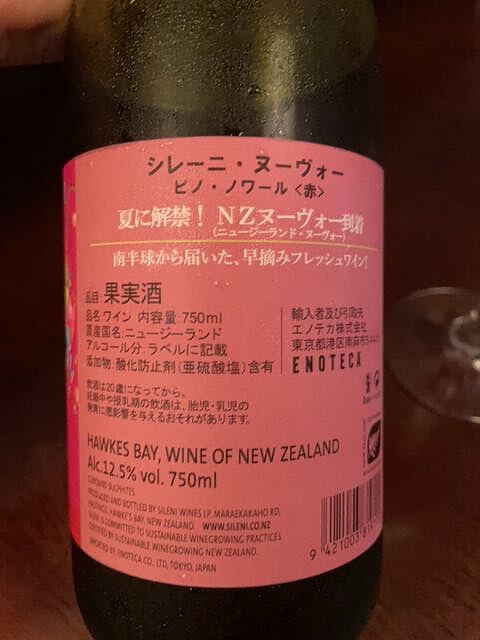 シレーニ・ヌーヴォー
ピノ・ノワール〈赤〉
夏に解禁! NZヌーヴォー到着
(ニュージーランド・ヌーヴォー)
南半球から届いた、早摘みフレッシュワイン!
品目 果実酒
品名:ワイン 内容量:750ml
原産国名:ニュージーランド
アルコール分:ラベルに記載
添加物:酸化防止剤(亜硫酸塩)含有
輸入者及び引取先
エノテカ株式会社
東京都港区南麻布5-
ENOTECA
飲酒は20歳になってから。
妊娠中や授乳期の飲酒は、胎児・乳児の
発育に悪影響を与えるおそれがあります。
HAWKES BAY, WINE OF NEW ZEALAND
Alc.12.5% vol. 750ml
CONTAINS SULPHITES.
PRODUCED AND BOTTLED BY SILENI WINES LP, MARAEKAKAHO RD,
HASTINGS, HAWKE'S BAY, NEW ZEALAND. WWW.SILENI.CO.NZ
SILENI IS COMMITTED TO SUSTAINABLE WINEGROWING PRACTICES
CERTIFIED BY SUSTAINABLE WINEGROWING NEW ZEALAND.
IMPORTED BY, ENOTECA CO., LTD, TOKYO, JAPAN
9 421003